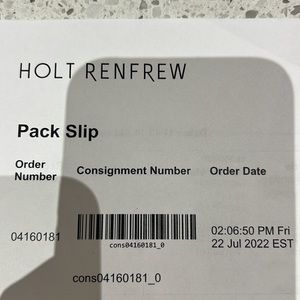 HOLT RENFREW
Pack Slip
Order Number Consignment Number Order Date
04160181 cons04160181_0 02:06:50 PM Fri
22 Jul 2022 EST
cons04160181_0